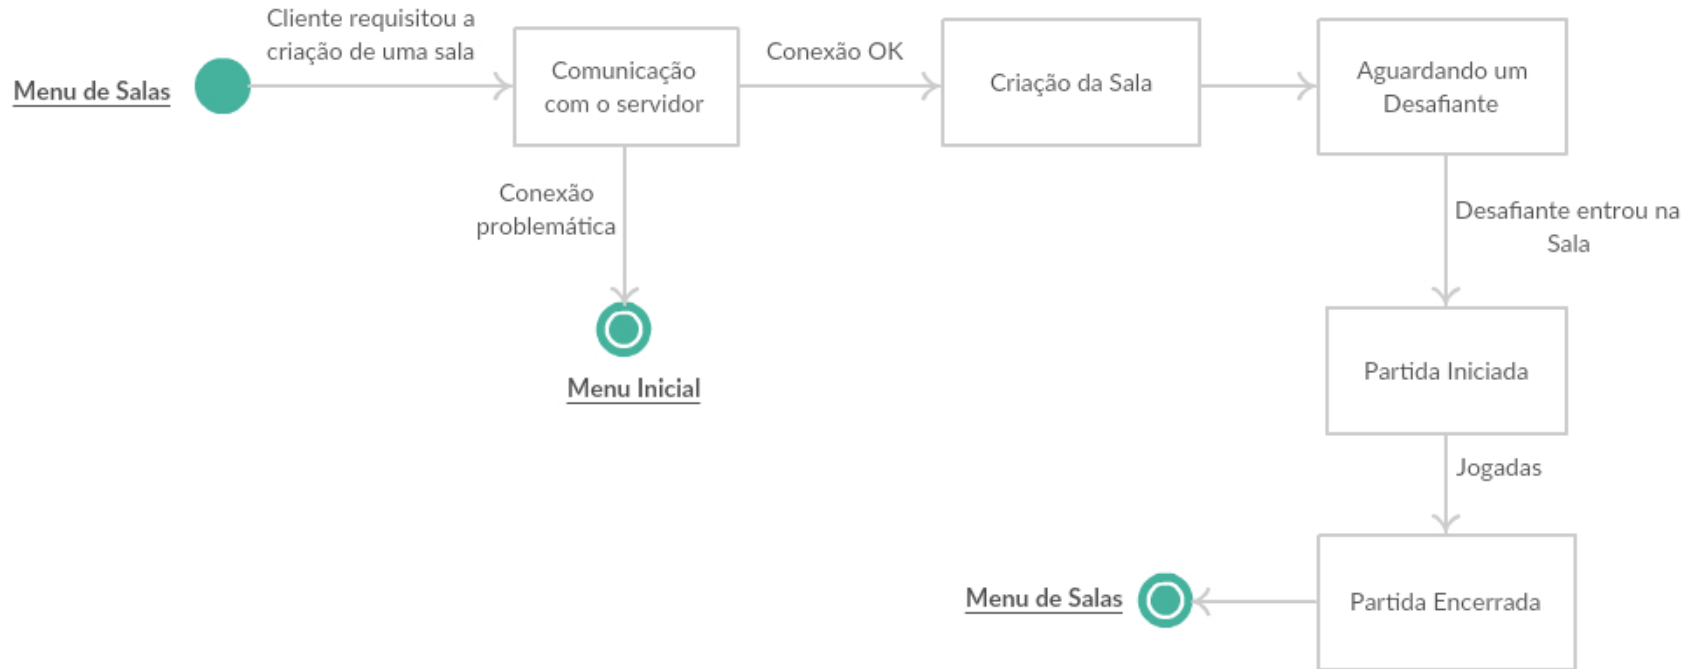 Cliente requisitou a
criação de uma sala
Menu de Salas
Comunicação
com o servidor
Conexão OK
Criação da Sala
Aguardando um
Desafiante
Conexão
problemática
Desafiante entrou na
Sala
Menu Inicial
Partida Iniciada
Jogadas
Partida Encerrada
Menu de Salas